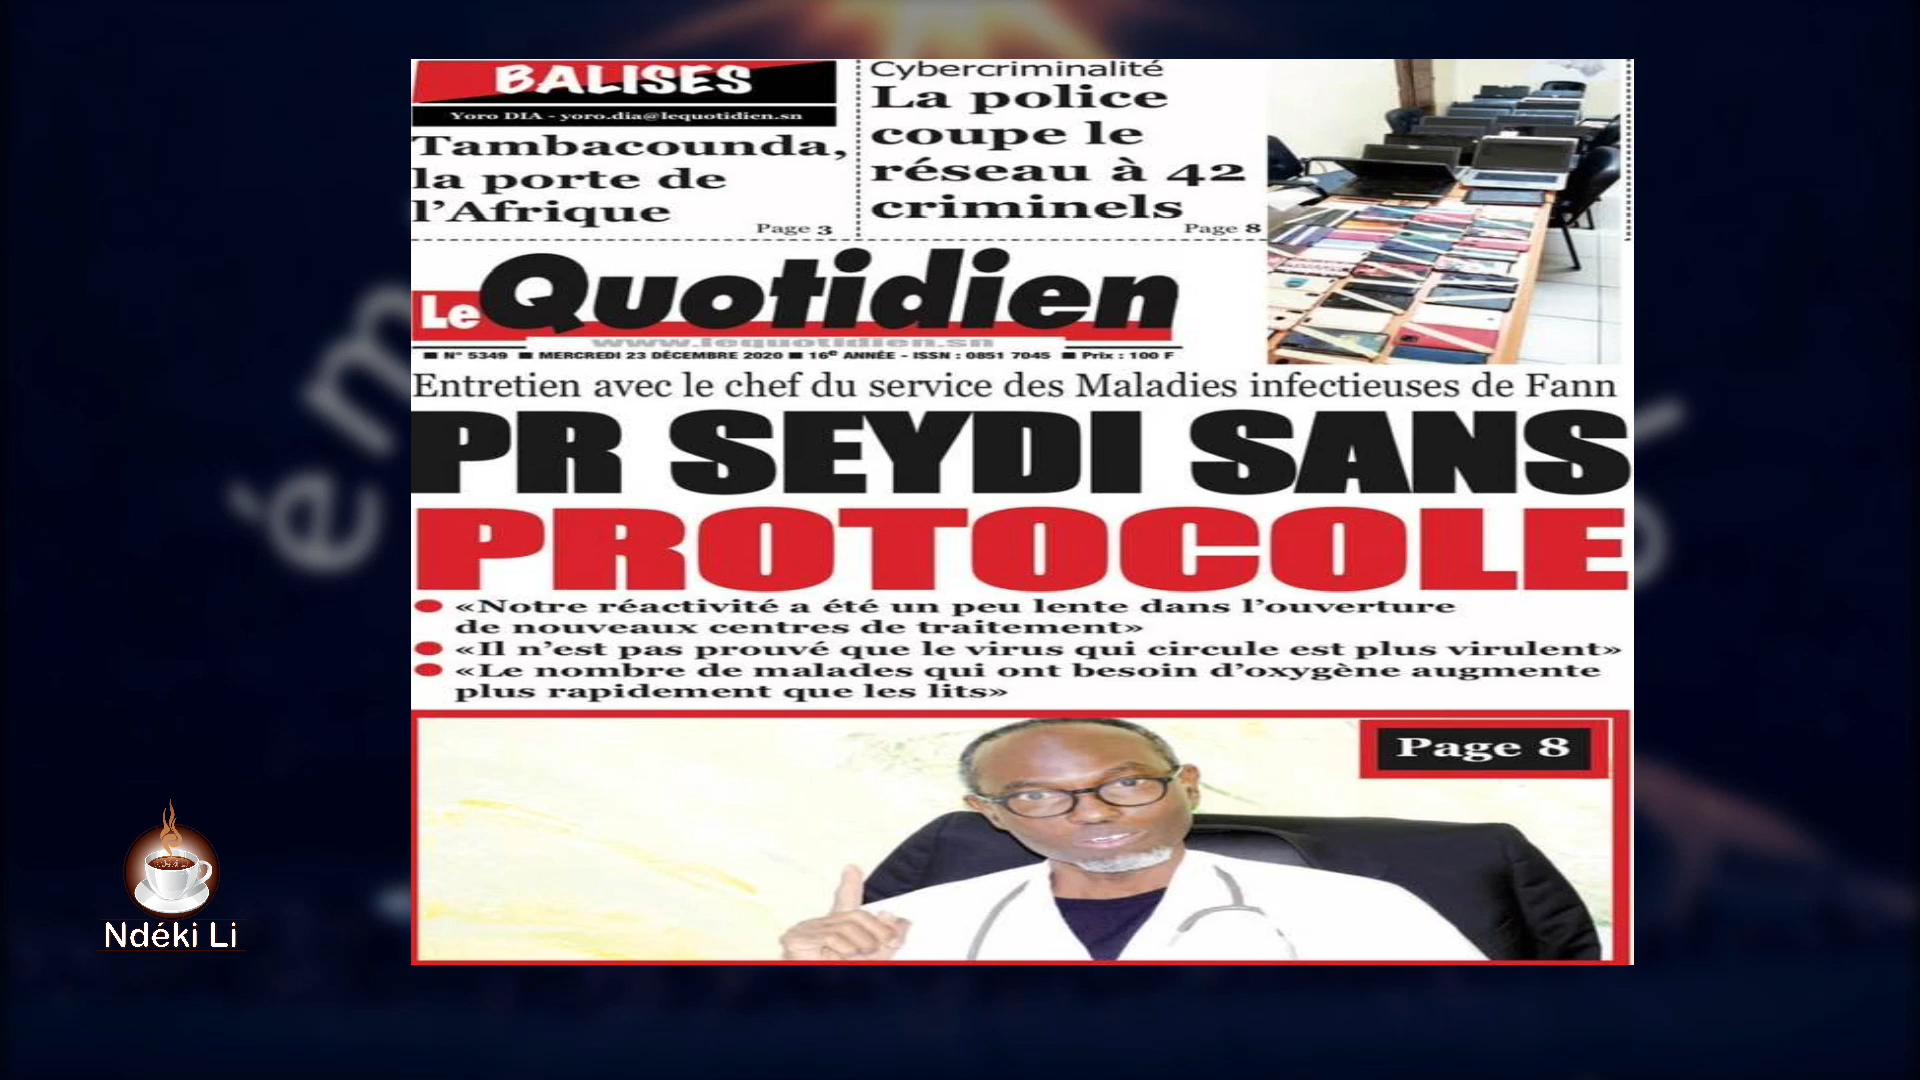 BALISES
Yoro DIA - yoro.dia@lequotidien.sn
Tambacounda,
la porte de
l'Afrique
Page 3
Cybercriminalité
La police
coupe le
réseau à 42
criminels
Page 8
Le Quotidien
www.lequotidien.sn
N° 5349 ■ MERCREDI 23 DÉCEMBRE 2020 ■ 16e ANNÉE - ISSN : 0851 7045 ■ Prix : 100 F
Entretien avec le chef du service des Maladies infectieuses de Fann
PR SEYDI SANS
PROTOCOLE
● «Notre réactivité a été un peu lente dans l'ouverture
de nouveaux centres de traitement»
● «Il n'est pas prouvé que le virus qui circule est plus virulent»
● «Le nombre de malades qui ont besoin d'oxygène augmente
plus rapidement que les lits»
Page 8
Ndéki Li